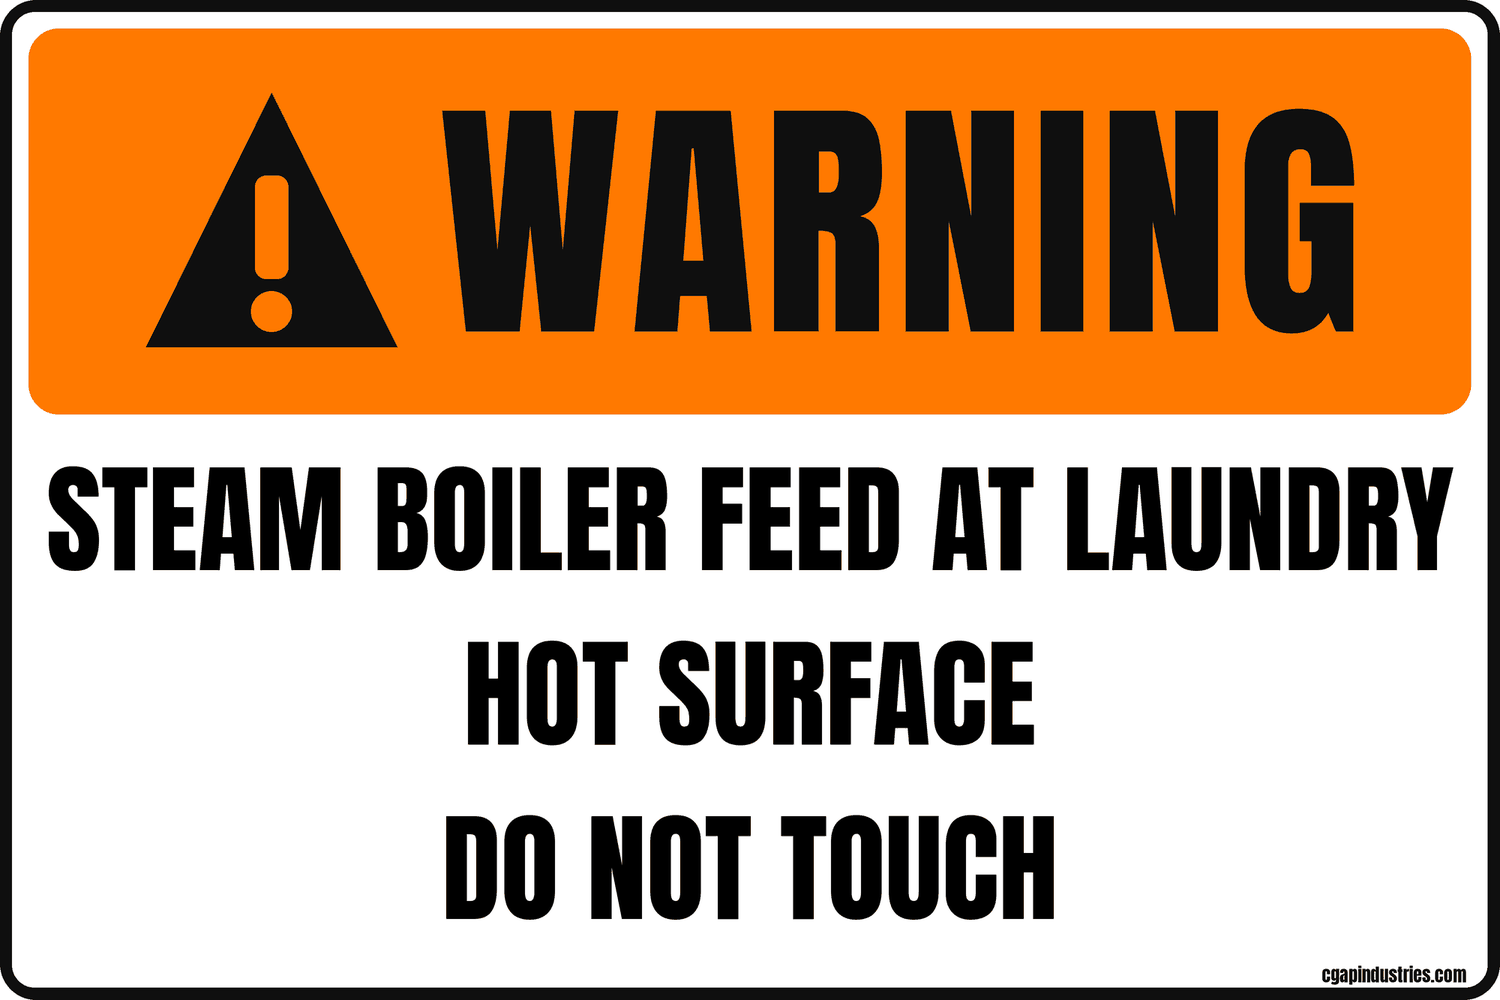 WARNING
STEAM BOILER FEED AT LAUNDRY
HOT SURFACE
DO NOT TOUCH
cgapindustries.com